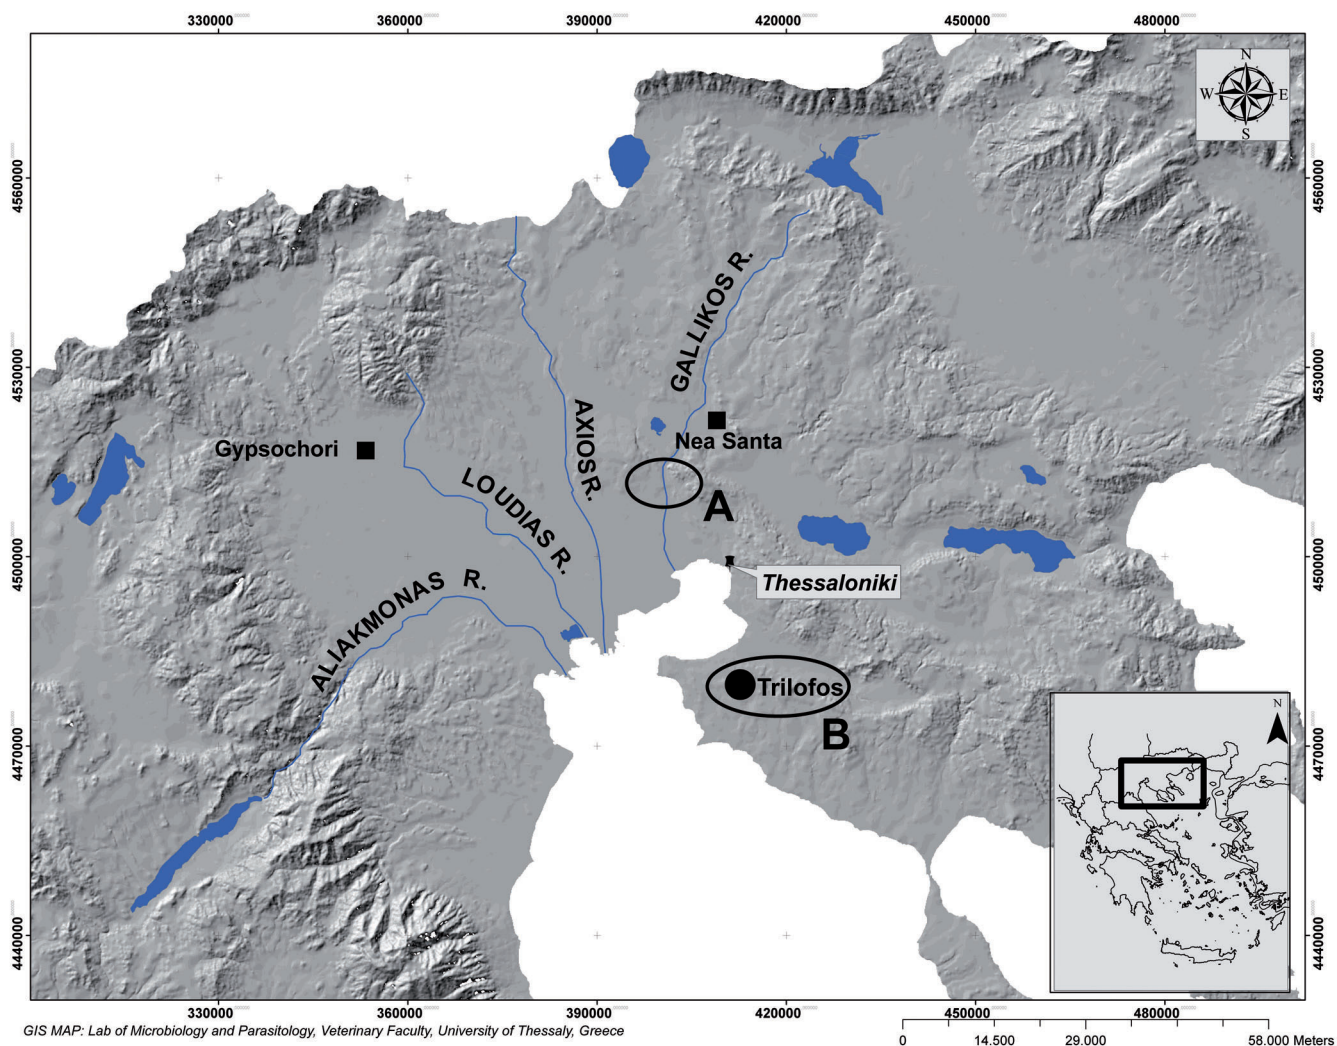 330000 360000 390000 420000 450000 480000
N
W E
S
4560000 4560000
GALLIKOS R.
4530000 4530000
Nea Santa
Gypsochori
AXIOS R.
LOUDIAS R.
A
4500000 4500000
Thessaloniki
ALIAKMONAS R.
Trilofos
B
N
4470000 4470000
4440000 4440000
330000 360000 390000 420000 450000 480000
GIS MAP: Lab of Microbiology and Parasitology, Veterinary Faculty, University of Thessaly, Greece
0 14.500 29.000 58.000 Meters